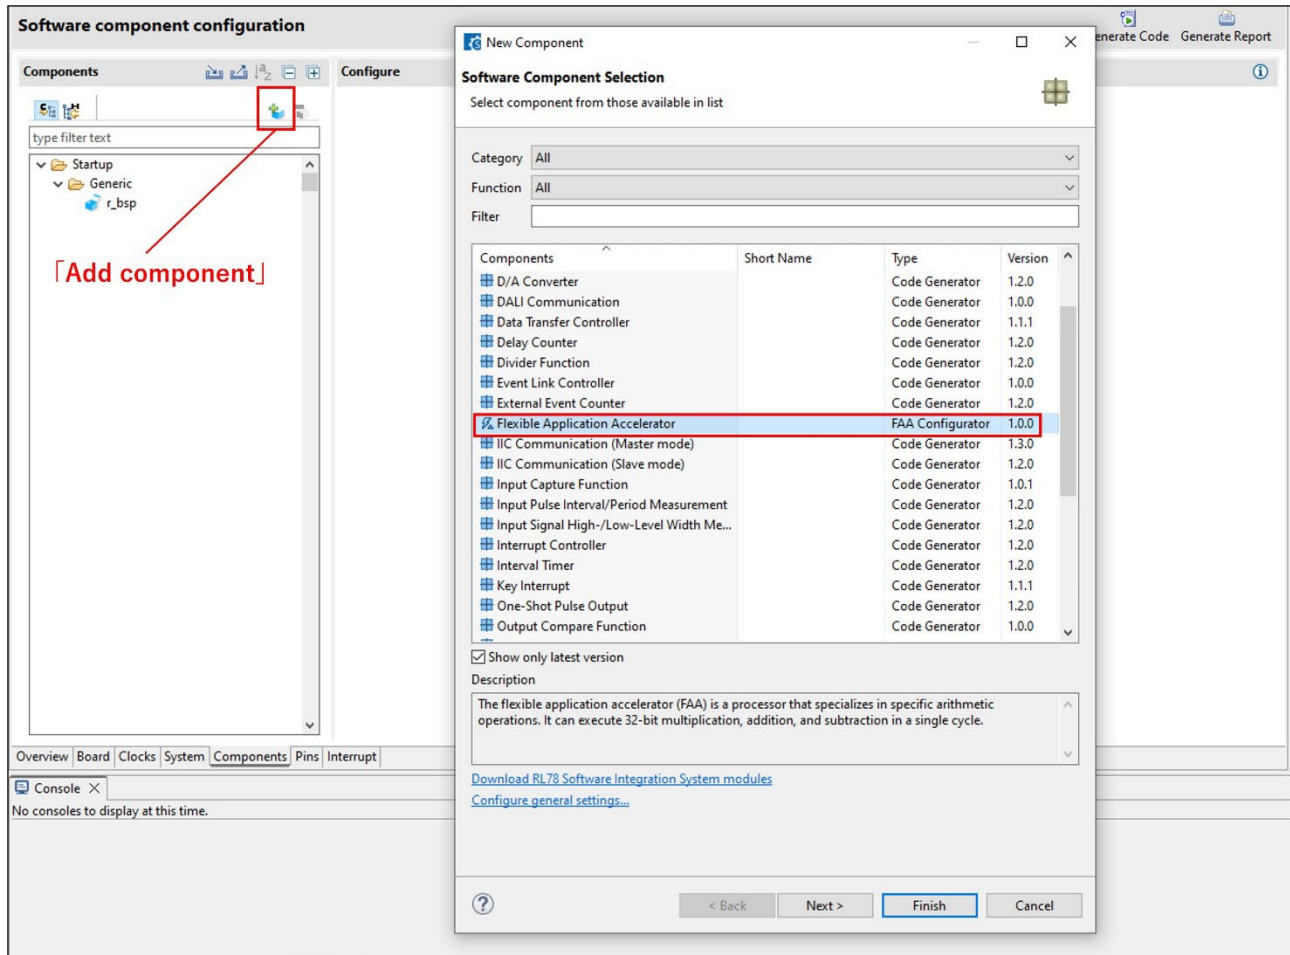 Software component configuration
enerate Code Generate Report
Components
Configure
type filter text
Startup
Generic
r_bsp
「Add component」
New Component
Software Component Selection
Select component from those available in list
Category All
Function All
Filter
Components Short Name Type Version
D/A Converter Code Generator 1.2.0
DALI Communication Code Generator 1.0.0
Data Transfer Controller Code Generator 1.1.1
Delay Counter Code Generator 1.2.0
Divider Function Code Generator 1.2.0
Event Link Controller Code Generator 1.0.0
External Event Counter Code Generator 1.2.0
Flexible Application Accelerator FAA Configurator 1.0.0
IIC Communication (Master mode) Code Generator 1.3.0
IIC Communication (Slave mode) Code Generator 1.2.0
Input Capture Function Code Generator 1.0.1
Input Pulse Interval/Period Measurement Code Generator 1.2.0
Input Signal High-/Low-Level Width Me... Code Generator 1.2.0
Interrupt Controller Code Generator 1.2.0
Interval Timer Code Generator 1.2.0
Key Interrupt Code Generator 1.1.1
One-Shot Pulse Output Code Generator 1.2.0
Output Compare Function Code Generator 1.0.0
Show only latest version
Description
The flexible application accelerator (FAA) is a processor that specializes in specific arithmetic
operations. It can execute 32-bit multiplication, addition, and subtraction in a single cycle.
Download RL78 Software Integration System modules
Configure general settings...
< Back Next > Finish Cancel
Overview Board Clocks System Components Pins Interrupt
Console
No consoles to display at this time.